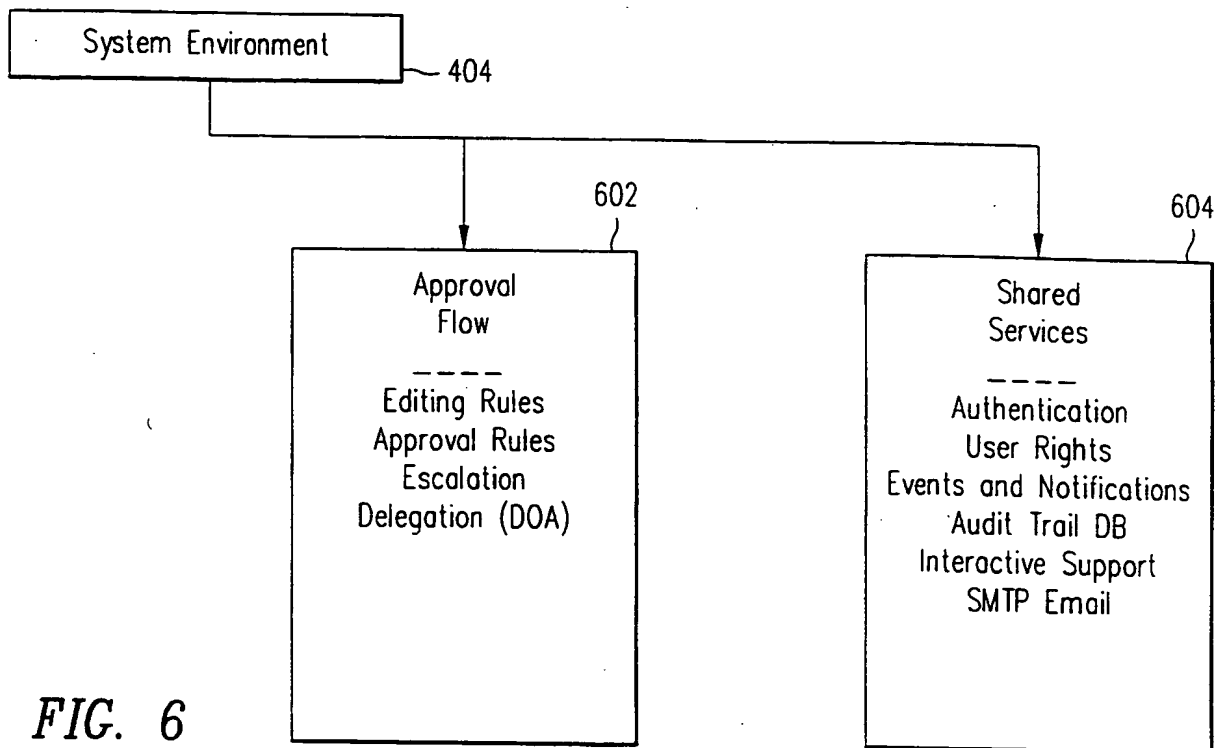 System Environment
404
602
604
Approval
Flow
Editing Rules
Approval Rules
Escalation
Delegation (DOA)
Shared
Services
Authentication
User Rights
Events and Notifications
Audit Trail DB
Interactive Support
SMTP Email
FIG. 6